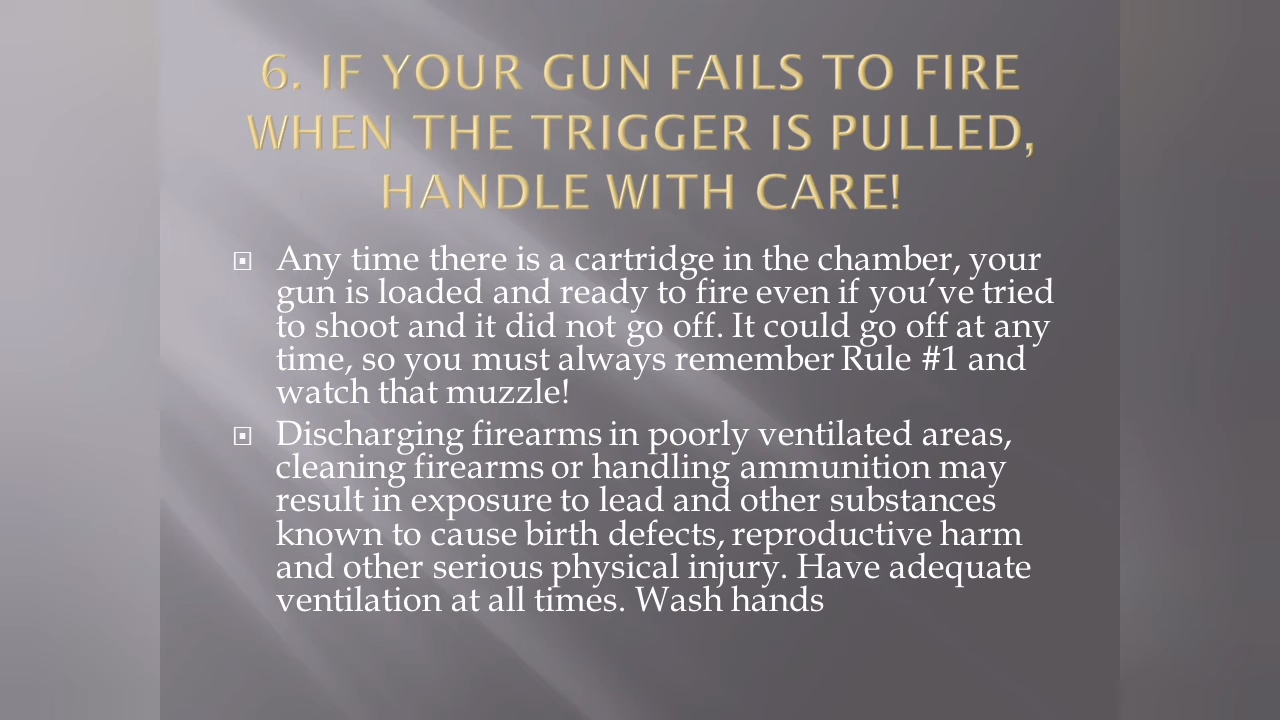 6. IF YOUR GUN FAILS TO FIRE
WHEN THE TRIGGER IS PULLED,
HANDLE WITH CARE!
Any time there is a cartridge in the chamber, your
gun is loaded and ready to fire even if you’ve tried
to shoot and it did not go off. It could go off at any
time, so you must always remember Rule #1 and
watch that muzzle!
Discharging firearms in poorly ventilated areas,
cleaning firearms or handling ammunition may
result in exposure to lead and other substances
known to cause birth defects, reproductive harm
and other serious physical injury. Have adequate
ventilation at all times. Wash hands